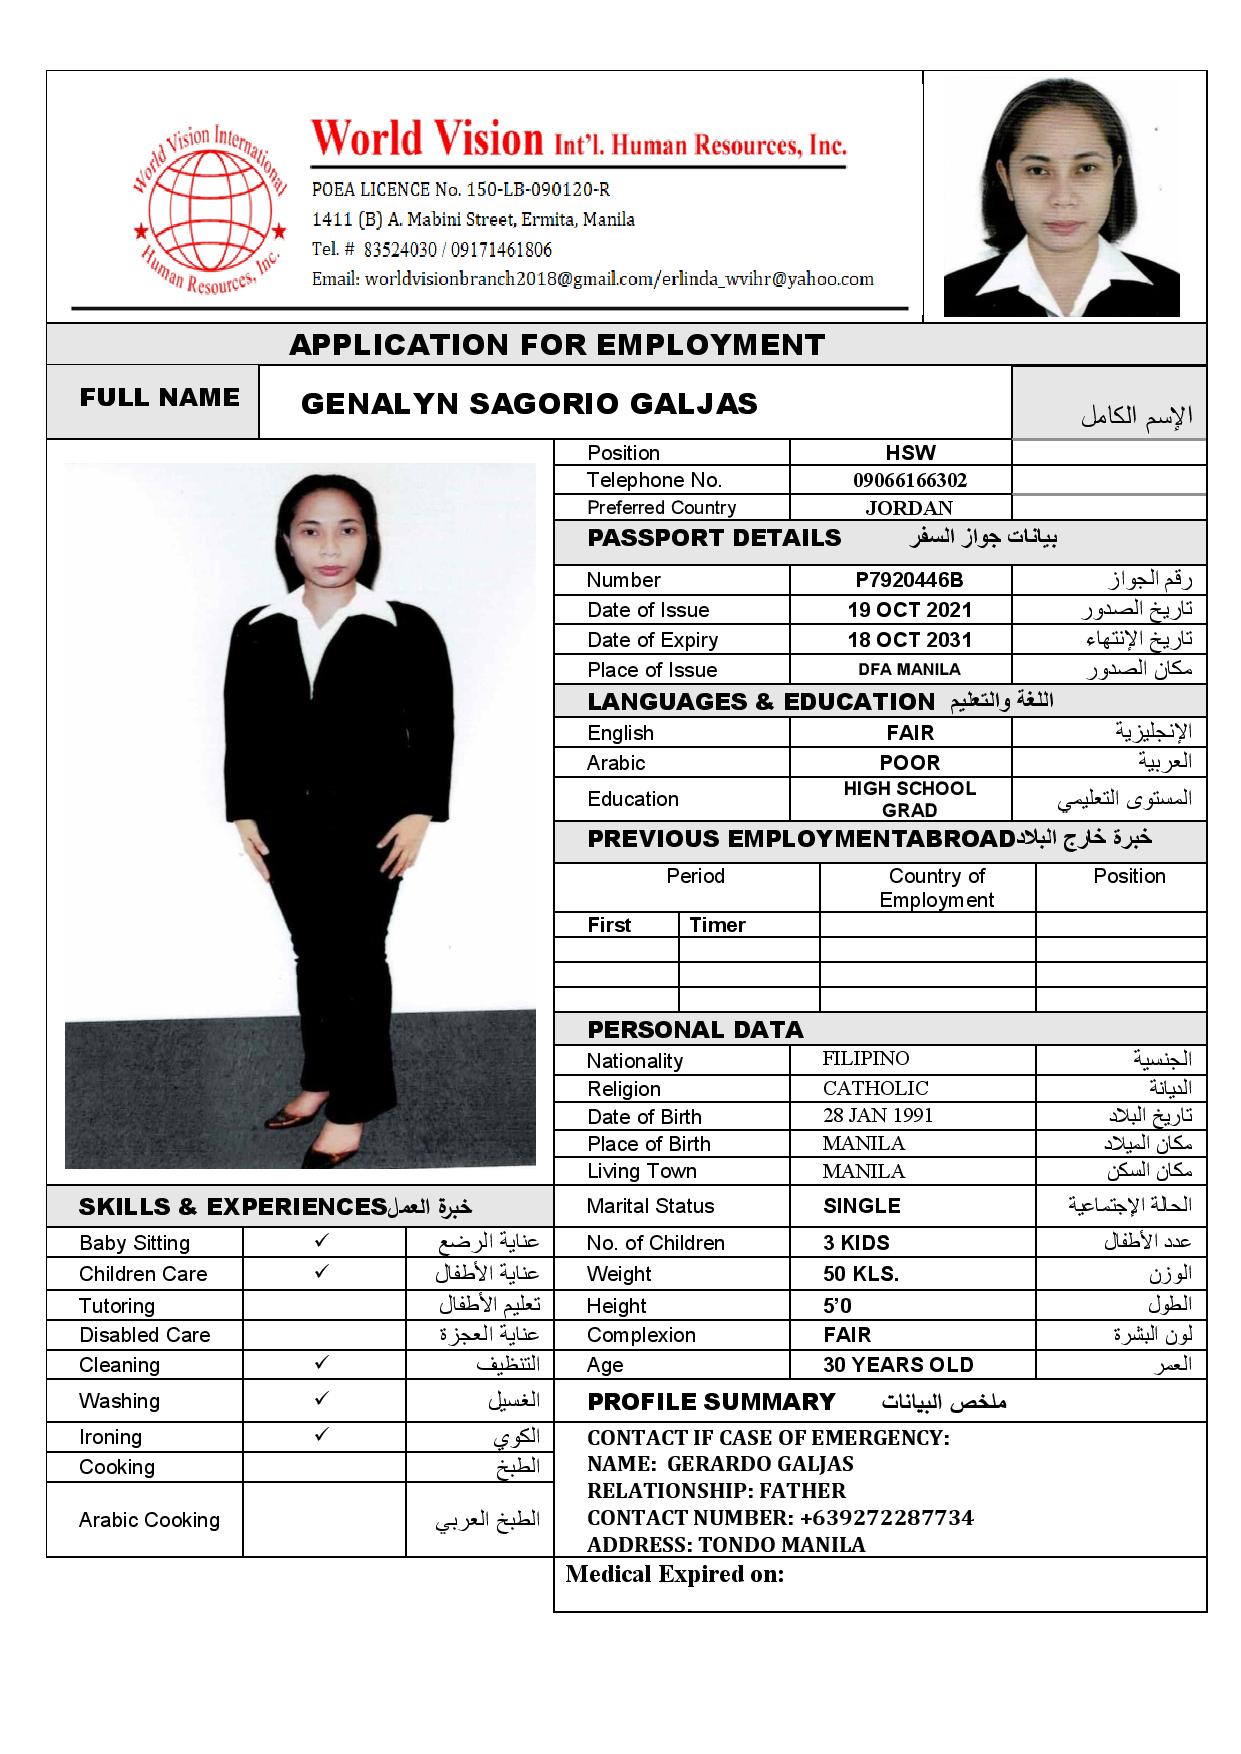 World Vision International
Human Resources, Inc.
World Vision Int'l. Human Resources, Inc.
POEA LICENCE No. 150-LB-090120-R
1411 (B) A. Mabini Street, Ermita, Manila
Tel. # 83524030 / 09171461806
Email: worldvisionbranch2018@gmail.com/erlinda_wvihr@yahoo.com
APPLICATION FOR EMPLOYMENT
FULL NAME GENALYN SAGORIO GALJAS الإسم الكامل
Position HSW
Telephone No. 09066166302
Preferred Country JORDAN
PASSPORT DETAILS بيانات جواز السفر
Number P7920446B رقم الجواز
Date of Issue 19 OCT 2021 تاريخ الصدور
Date of Expiry 18 OCT 2031 تاريخ الإنتهاء
Place of Issue DFA MANILA مكان الصدور
LANGUAGES & EDUCATION اللغة والتعليم
English FAIR الإنجليزية
Arabic POOR العربية
Education HIGH SCHOOL GRAD المستوى التعليمي
PREVIOUS EMPLOYMENTABROAD خبرة خارج البلاد
Period Country of Employment Position
First Timer
PERSONAL DATA
Nationality FILIPINO الجنسية
Religion CATHOLIC الديانة
Date of Birth 28 JAN 1991 تاريخ البلاد
Place of Birth MANILA مكان الميلاد
Living Town MANILA مكان السكن
Marital Status SINGLE الحالة الإجتماعية
No. of Children 3 KIDS عدد الأطفال
Weight 50 KLS. الوزن
Height 5’0 الطول
Complexion FAIR لون البشرة
Age 30 YEARS OLD العمر
SKILLS & EXPERIENCES خبرة العمل
Baby Sitting ✓ عناية الرضع
Children Care ✓ عناية الأطفال
Tutoring تعليم الأطفال
Disabled Care عناية العجزة
Cleaning ✓ التنظيف
Washing ✓ الغسيل
Ironing ✓ الكوي
Cooking الطبخ
Arabic Cooking الطبخ العربي
PROFILE SUMMARY ملخص البيانات
CONTACT IF CASE OF EMERGENCY:
NAME: GERARDO GALJAS
RELATIONSHIP: FATHER
CONTACT NUMBER: +639272287734
ADDRESS: TONDO MANILA
Medical Expired on: